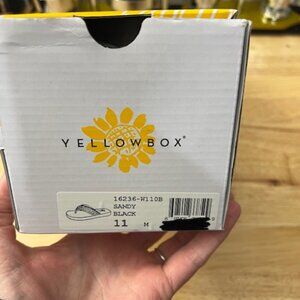 YELLOWBOX®
16236-W110B
SANDY
BLACK
11 M